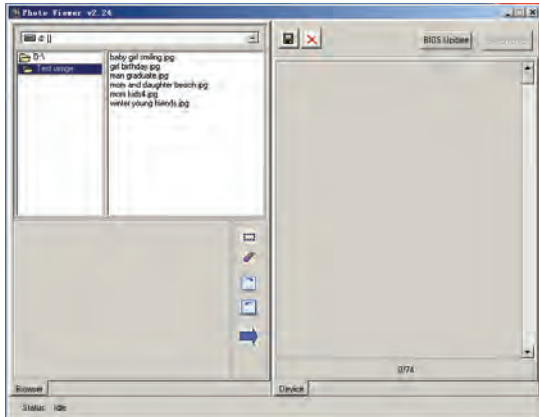 Photo Viewer v2.24
d: []
D:\
Test image
baby girl smiling.jpg
girl birthday.jpg
man graduate.jpg
mom and daughter beach.jpg
mom kids4.jpg
winter young friends.jpg
BIOS Update
0/74
Browser
Device
Status: Idle